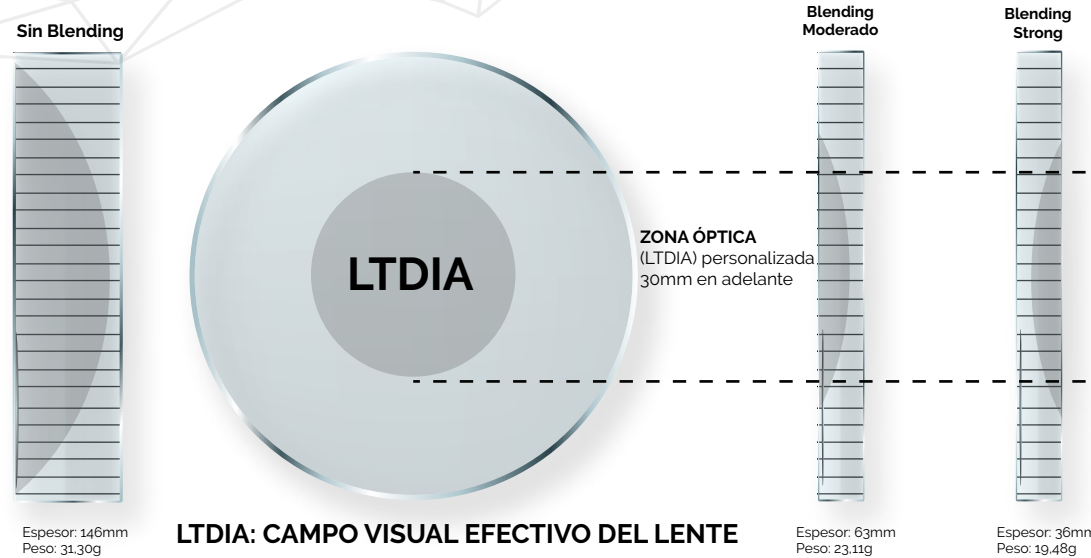 Sin Blending
Blending
Moderado
Blending
Strong
LTDIA
ZONA ÓPTICA
(LTDIA) personalizada
30mm en adelante
Espesor: 146mm
Peso: 31,30g
LTDIA: CAMPO VISUAL EFECTIVO DEL LENTE
Espesor: 63mm
Peso: 23,11g
Espesor: 36mm
Peso: 19,48g